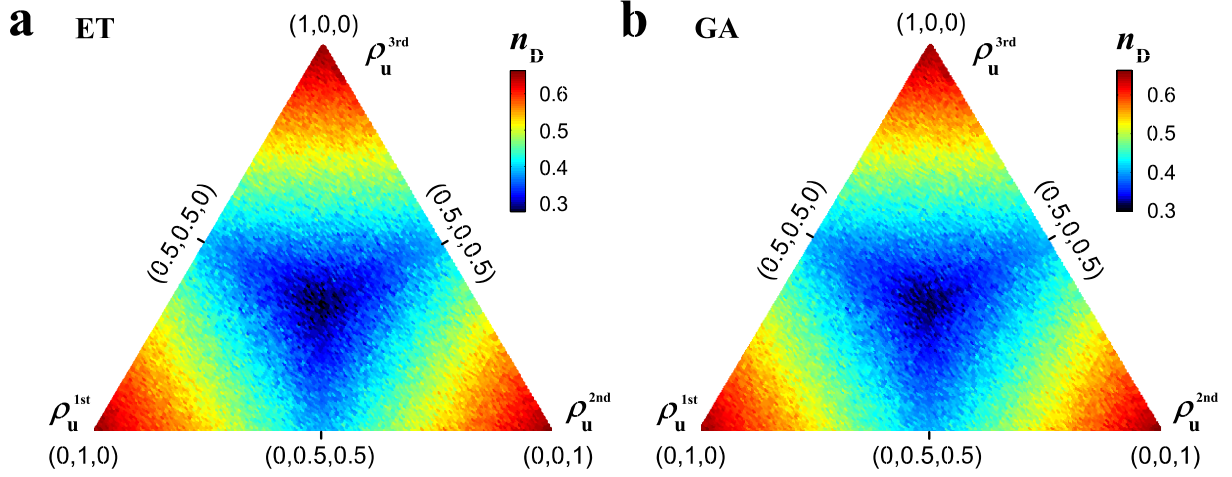 a ET
(1,0,0)
ρu3rd
nD
0.6
0.5
0.4
0.3
(0.5,0.5,0)
(0.5,0,0.5)
ρu1st
ρu2nd
(0,1,0)
(0,0.5,0.5)
(0,0,1)
b GA
(1,0,0)
ρu3rd
nD
0.6
0.5
0.4
0.3
(0.5,0.5,0)
(0.5,0,0.5)
ρu1st
ρu2nd
(0,1,0)
(0,0.5,0.5)
(0,0,1)